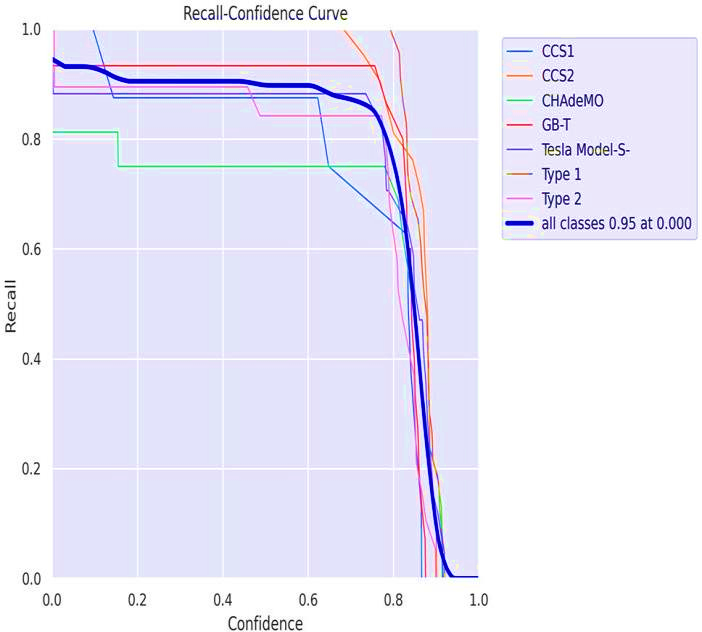 Recall-Confidence Curve
1.0
0.8
0.6
0.4
0.2
0.0
Recall
0.0 0.2 0.4 0.6 0.8 1.0
Confidence
CCS1
CCS2
CHAdeMO
GB-T
Tesla Model-S-
Type 1
Type 2
all classes 0.95 at 0.000